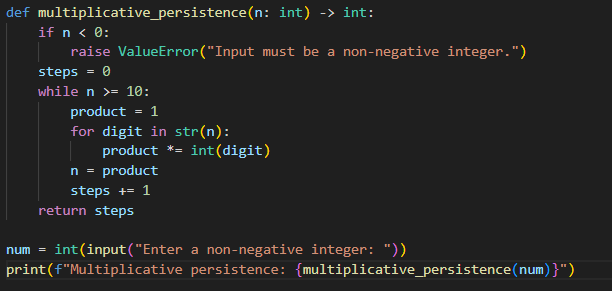 def multiplicative_persistence(n: int) -> int:
    if n < 0:
        raise ValueError("Input must be a non-negative integer.")
    steps = 0
    while n >= 10:
        product = 1
        for digit in str(n):
            product *= int(digit)
        n = product
        steps += 1
    return steps

num = int(input("Enter a non-negative integer: "))
print(f"Multiplicative persistence: {multiplicative_persistence(num)}")